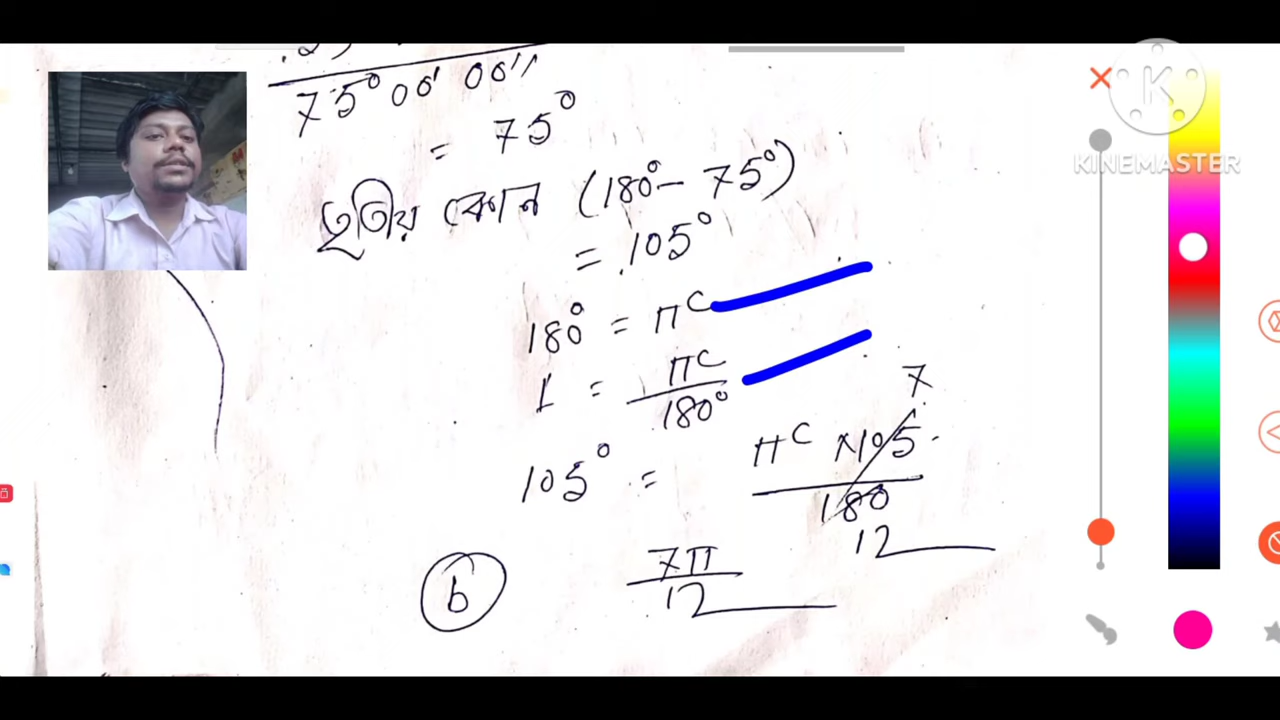 75° 00' 00"
= 75°
তৃতীয় কোন (180° - 75°)
= 105°
180° = π^c
1 = π^c / 180°
7
105° = π^c × 105 / 180
12
b 7π / 12
KINEMASTER
K